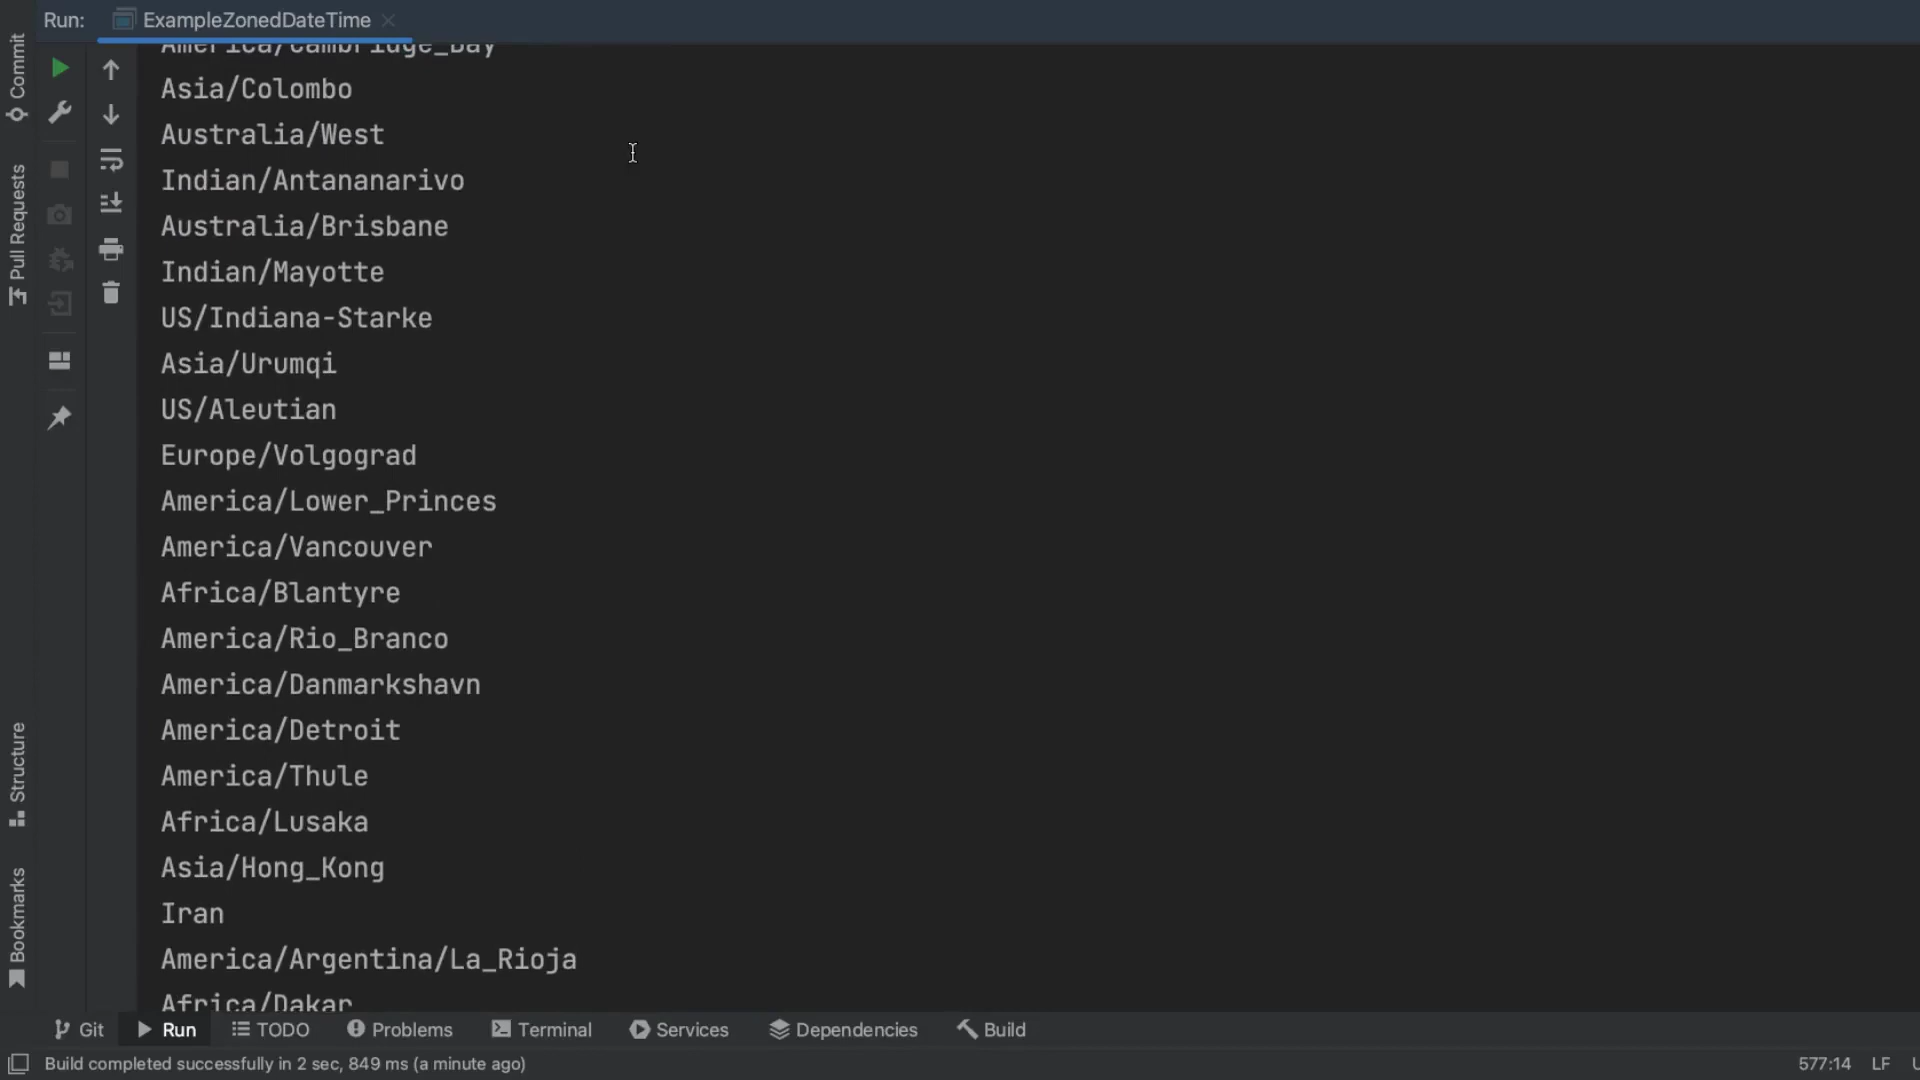 Run: ExampleZonedDateTime
America/Cambridge_Bay
Asia/Colombo
Australia/West
Indian/Antananarivo
Australia/Brisbane
Indian/Mayotte
US/Indiana-Starke
Asia/Urumqi
US/Aleutian
Europe/Volgograd
America/Lower_Princes
America/Vancouver
Africa/Blantyre
America/Rio_Branco
America/Danmarkshavn
America/Detroit
America/Thule
Africa/Lusaka
Asia/Hong_Kong
Iran
America/Argentina/La_Rioja
Africa/Dakar
Commit
Pull Requests
Structure
Bookmarks
Git Run TODO Problems Terminal Services Dependencies Build
Build completed successfully in 2 sec, 849 ms (a minute ago) 577:14 LF